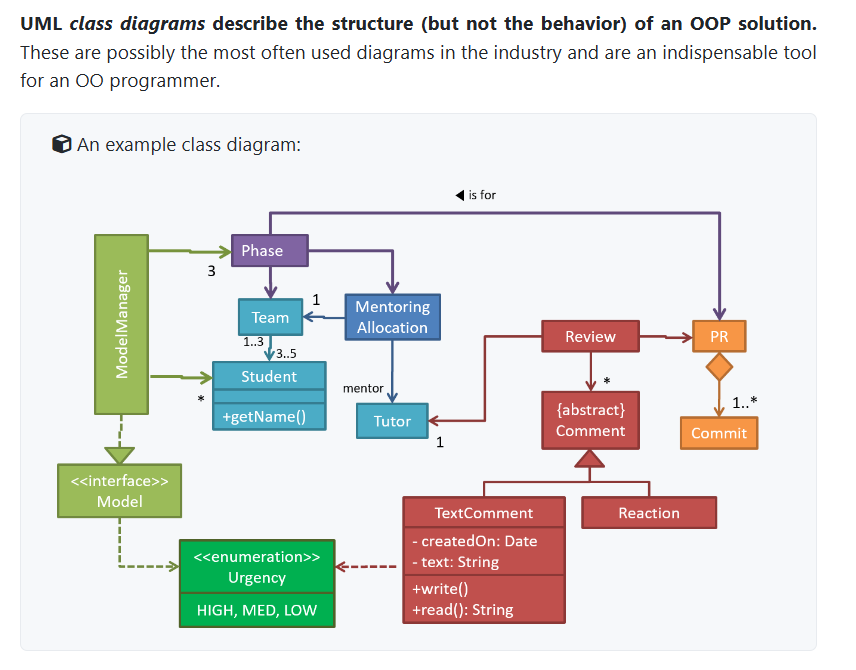 UML class diagrams describe the structure (but not the behavior) of an OOP solution.
These are possibly the most often used diagrams in the industry and are an indispensable tool
for an OO programmer.
An example class diagram:
◀ is for
ModelManager
3
Phase
Team
1
Mentoring
Allocation
1..3
3..5
*
Student
+getName()
mentor
Tutor
1
Review
PR
*
{abstract}
Comment
1..*
Commit
<<interface>>
Model
TextComment
- createdOn: Date
- text: String
+write()
+read(): String
Reaction
<<enumeration>>
Urgency
HIGH, MED, LOW